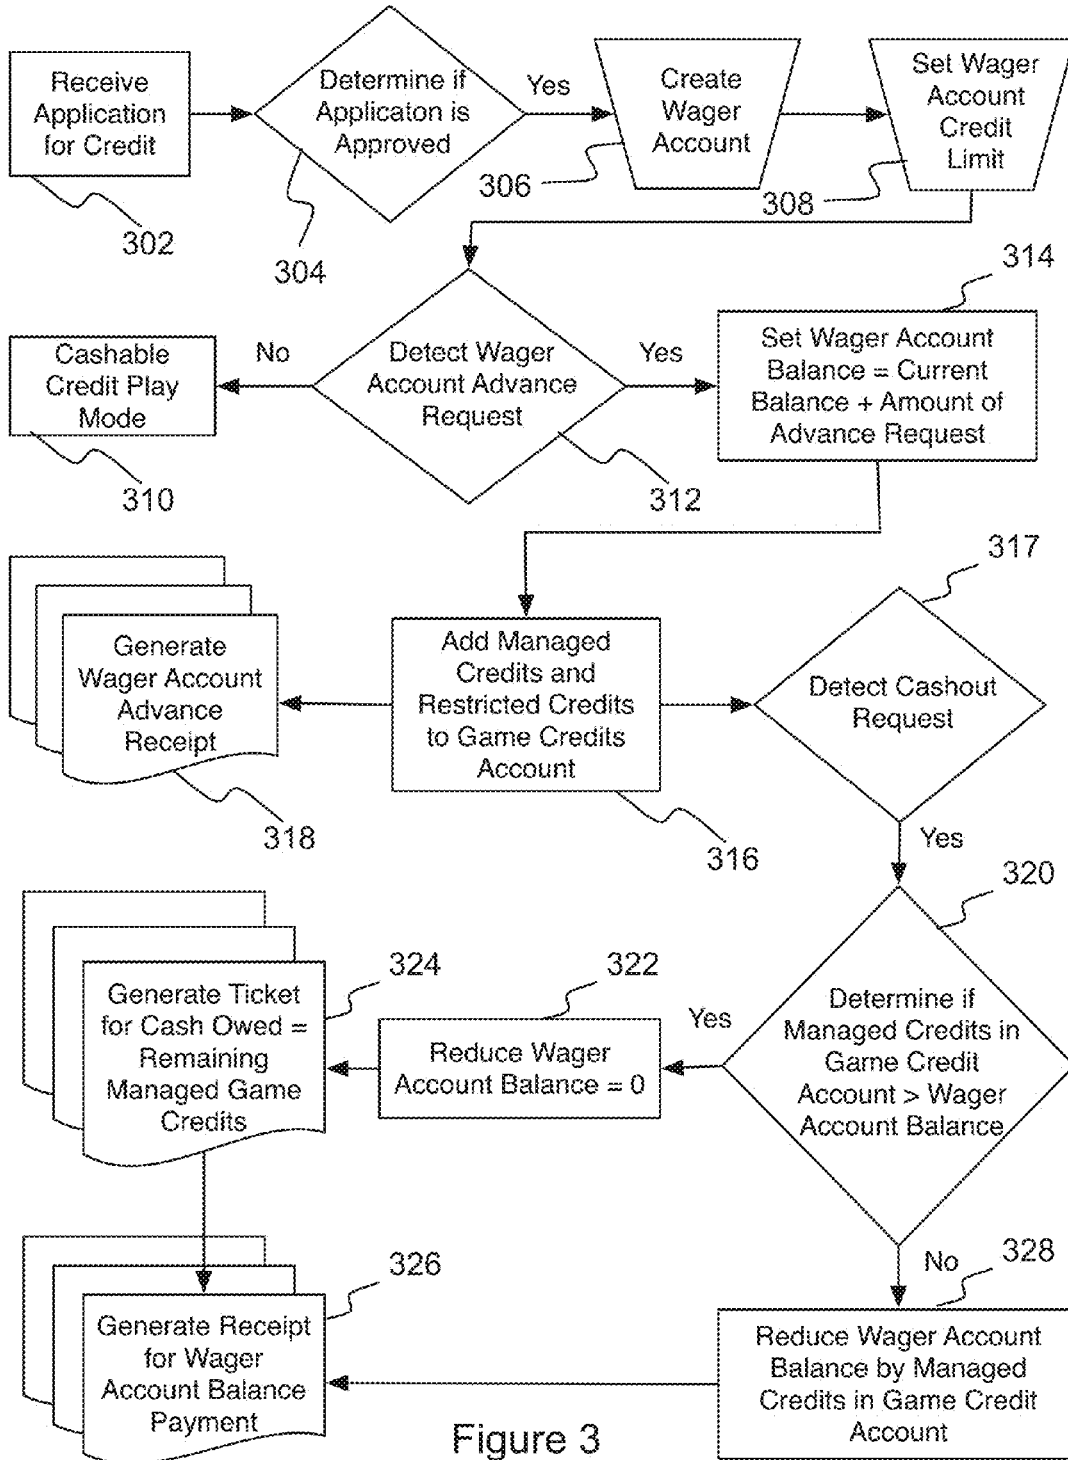 Receive
Application
for Credit
302
Determine if
Applicaton is
Approved
304
Yes
Create
Wager
Account
306
Set Wager
Account
Credit
Limit
308
Cashable
Credit Play
Mode
310
No
Detect Wager
Account Advance
Request
312
Yes
314
Set Wager Account
Balance = Current
Balance + Amount of
Advance Request
Generate
Wager Account
Advance
Receipt
318
Add Managed
Credits and
Restricted Credits
to Game Credits
Account
316
317
Detect Cashout
Request
Yes
320
Determine if
Managed Credits in
Game Credit
Account > Wager
Account Balance
Yes
322
Reduce Wager
Account Balance = 0
324
Generate Ticket
for Cash Owed =
Remaining
Managed Game
Credits
326
Generate Receipt
for Wager
Account Balance
Payment
No
328
Reduce Wager Account
Balance by Managed
Credits in Game Credit
Account
Figure 3